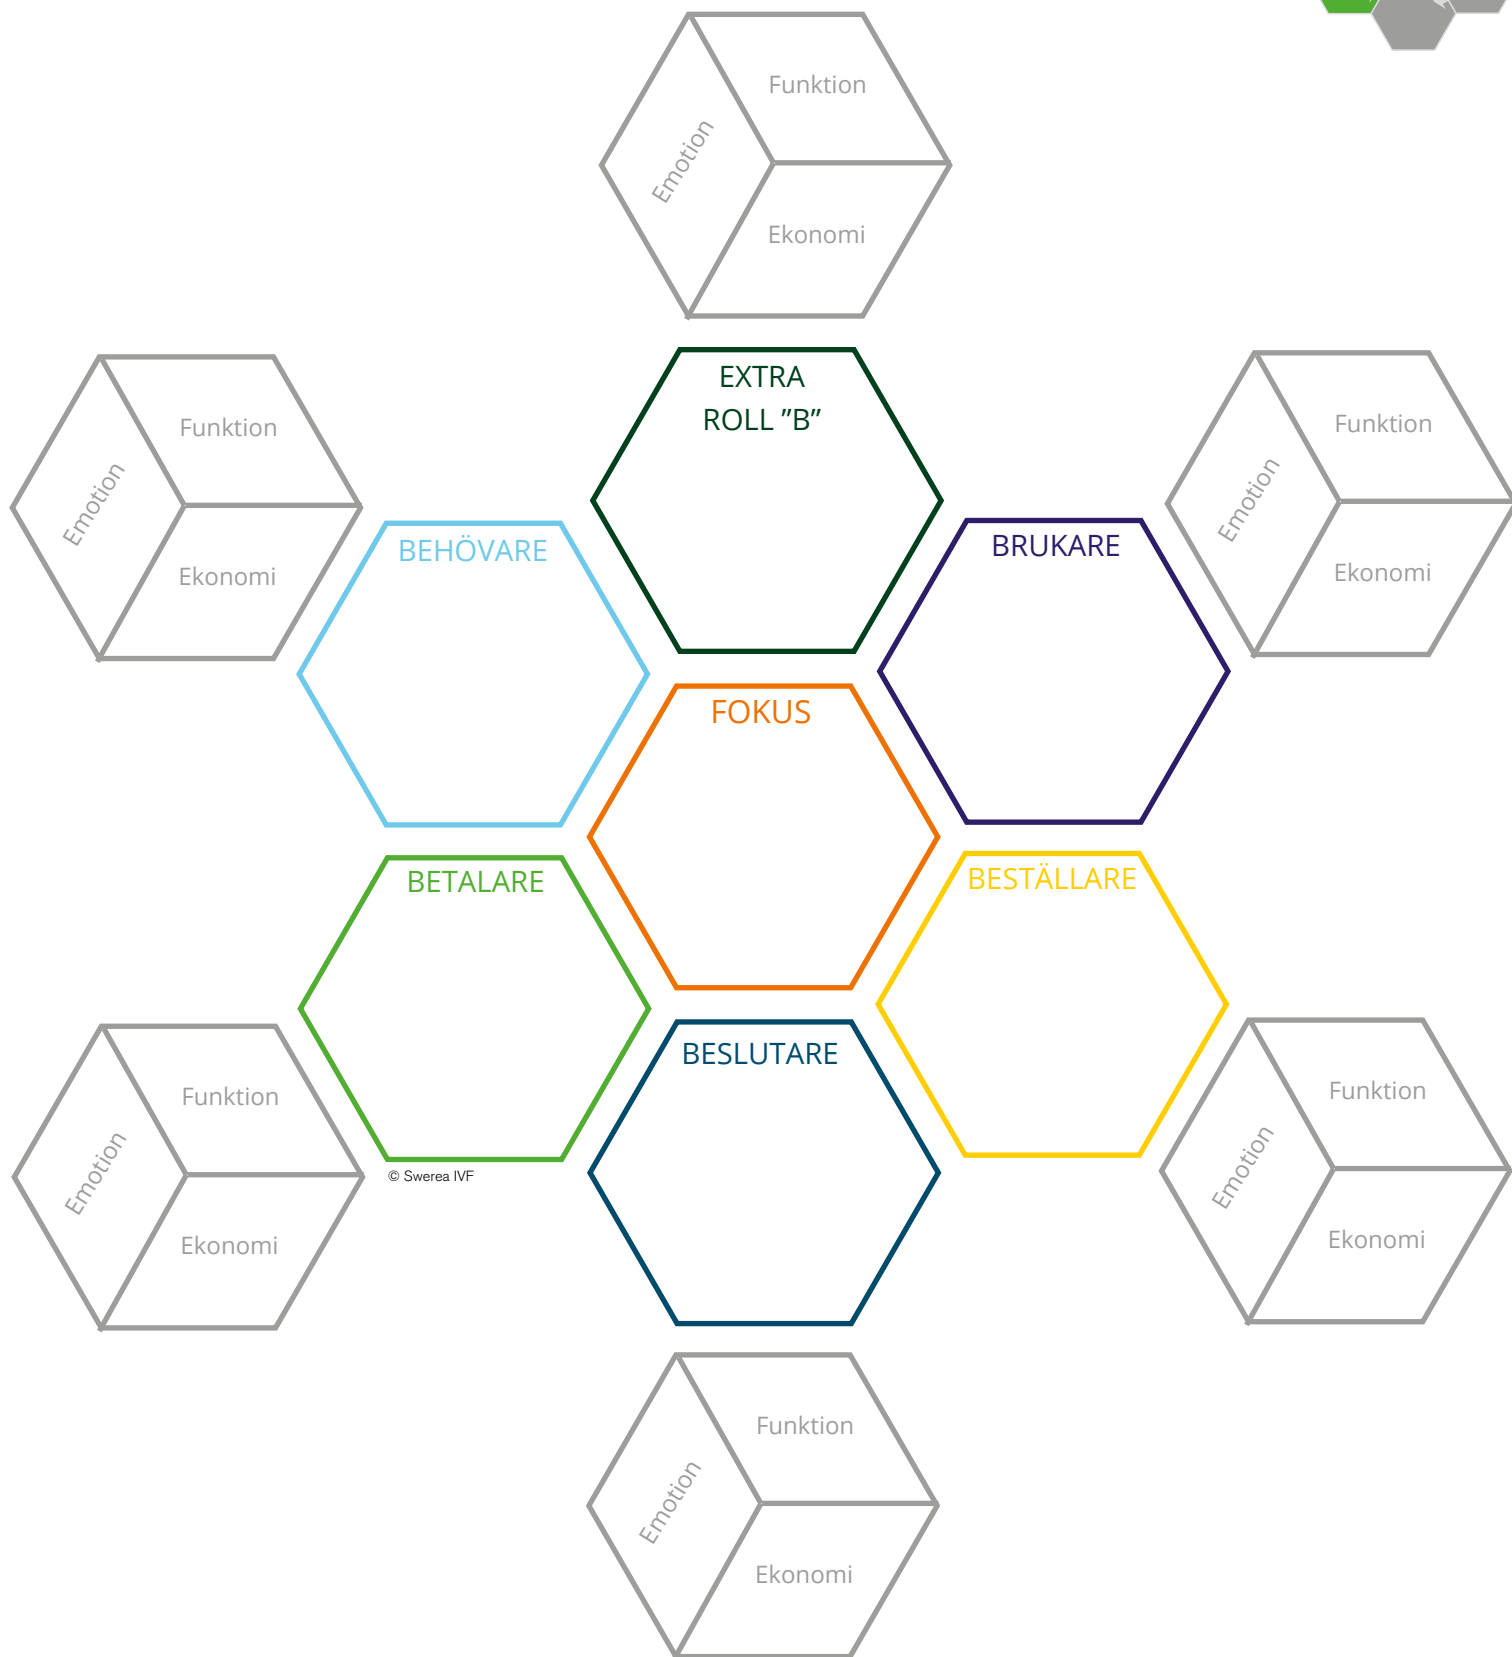 Funktion
Emotion
Ekonomi
EXTRA
ROLL ”B”
Funktion
Emotion
Ekonomi
Funktion
Emotion
Ekonomi
BEHÖVARE
BRUKARE
FOKUS
BETALARE
BESTÄLLARE
BESLUTARE
Funktion
Emotion
Ekonomi
© Swerea IVF
Funktion
Emotion
Ekonomi
Funktion
Emotion
Ekonomi